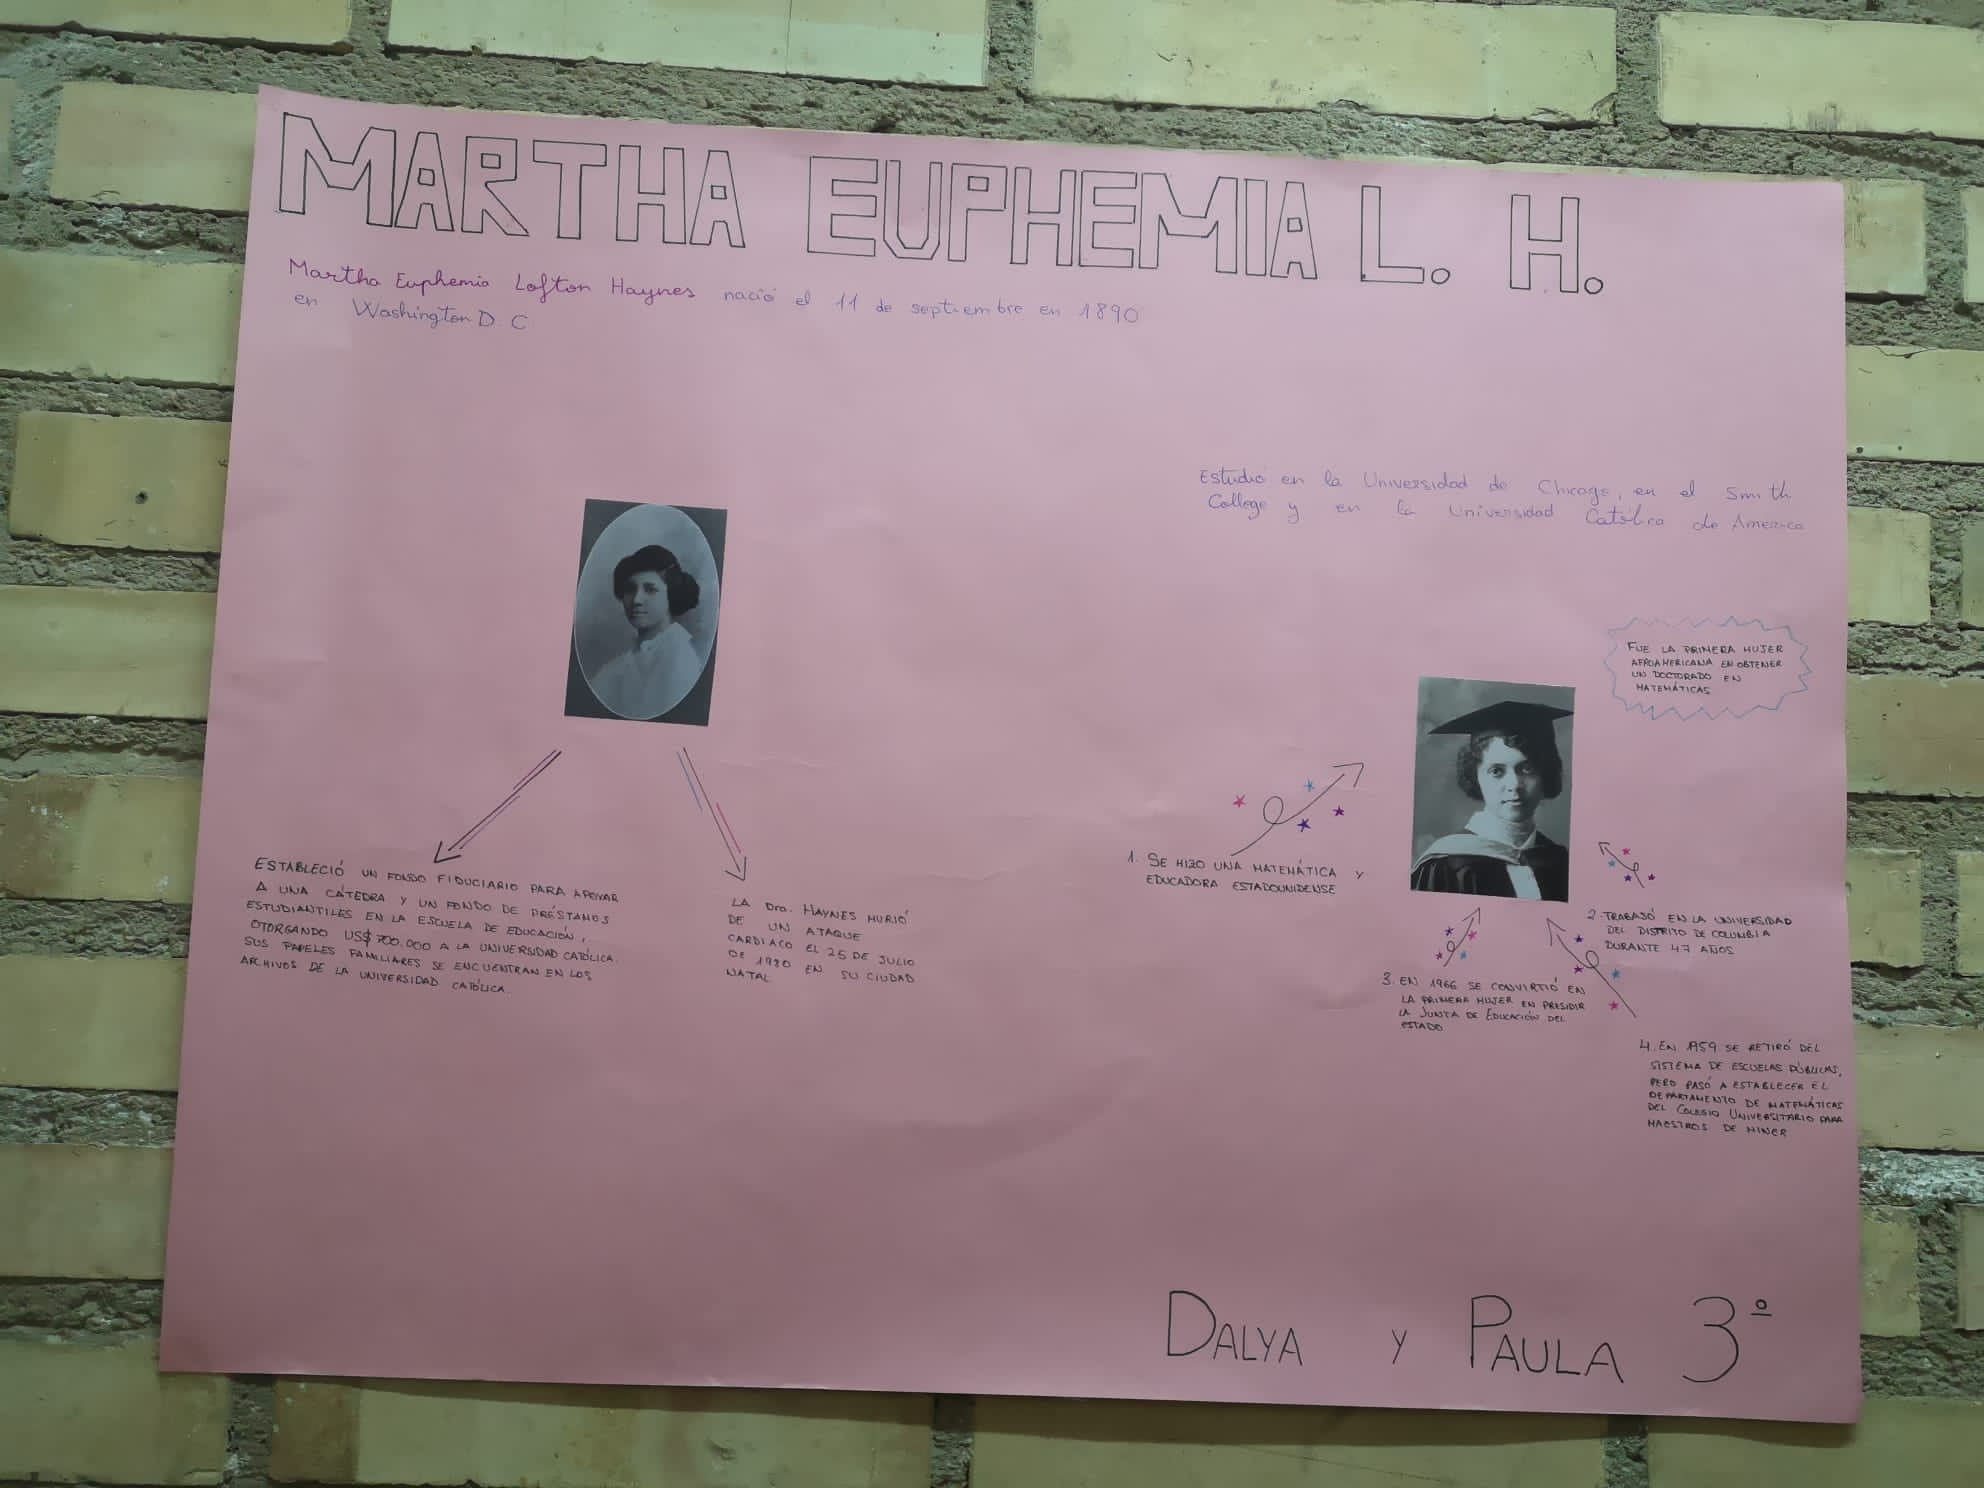 MARTHA EUPHEMIA L. H.
Martha Euphemia Lofton Haynes nació el 11 de septiembre en 1890
en Washington D. C
Estudió en la Universidad de Chicago, en el Smith
College y en la Universidad Católica de América
FUE LA PRIMERA MUJER
AFROAMERICANA EN OBTENER
UN DOCTORADO EN
MATEMÁTICAS
ESTABLECIÓ UN FONDO FIDUCIARIO PARA APOYAR
A UNA CÁTEDRA Y UN FONDO DE PRÉSTAMOS
ESTUDIANTILES EN LA ESCUELA DE EDUCACIÓN,
OTORGANDO US$ 700.000 A LA UNIVERSIDAD CATÓLICA.
SUS PAPELES FAMILIARES SE ENCUENTRAN EN LOS
ARCHIVOS DE LA UNIVERSIDAD CATÓLICA.
LA Dra. HAYNES MURIÓ
DE UN ATAQUE
CARDIACO EL 25 DE JULIO
DE 1980 EN SU CIUDAD
NATAL
1. SE HIZO UNA MATEMÁTICA Y
EDUCADORA ESTADOUNIDENSE
2. TRABAJÓ EN LA UNIVERSIDAD
DEL DISTRITO DE COLUMBIA
DURANTE 47 AÑOS
3. EN 1966 SE CONVIRTIÓ EN
LA PRIMERA MUJER EN PRESIDIR
LA JUNTA DE EDUCACIÓN DEL
ESTADO
4. EN 1959 SE RETIRÓ DEL
SISTEMA DE ESCUELAS PÚBLICAS,
PERO PASÓ A ESTABLECER EL
DEPARTAMENTO DE MATEMÁTICAS
DEL COLEGIO UNIVERSITARIO PARA
MAESTROS DE MINER
DALYA Y PAULA 3º